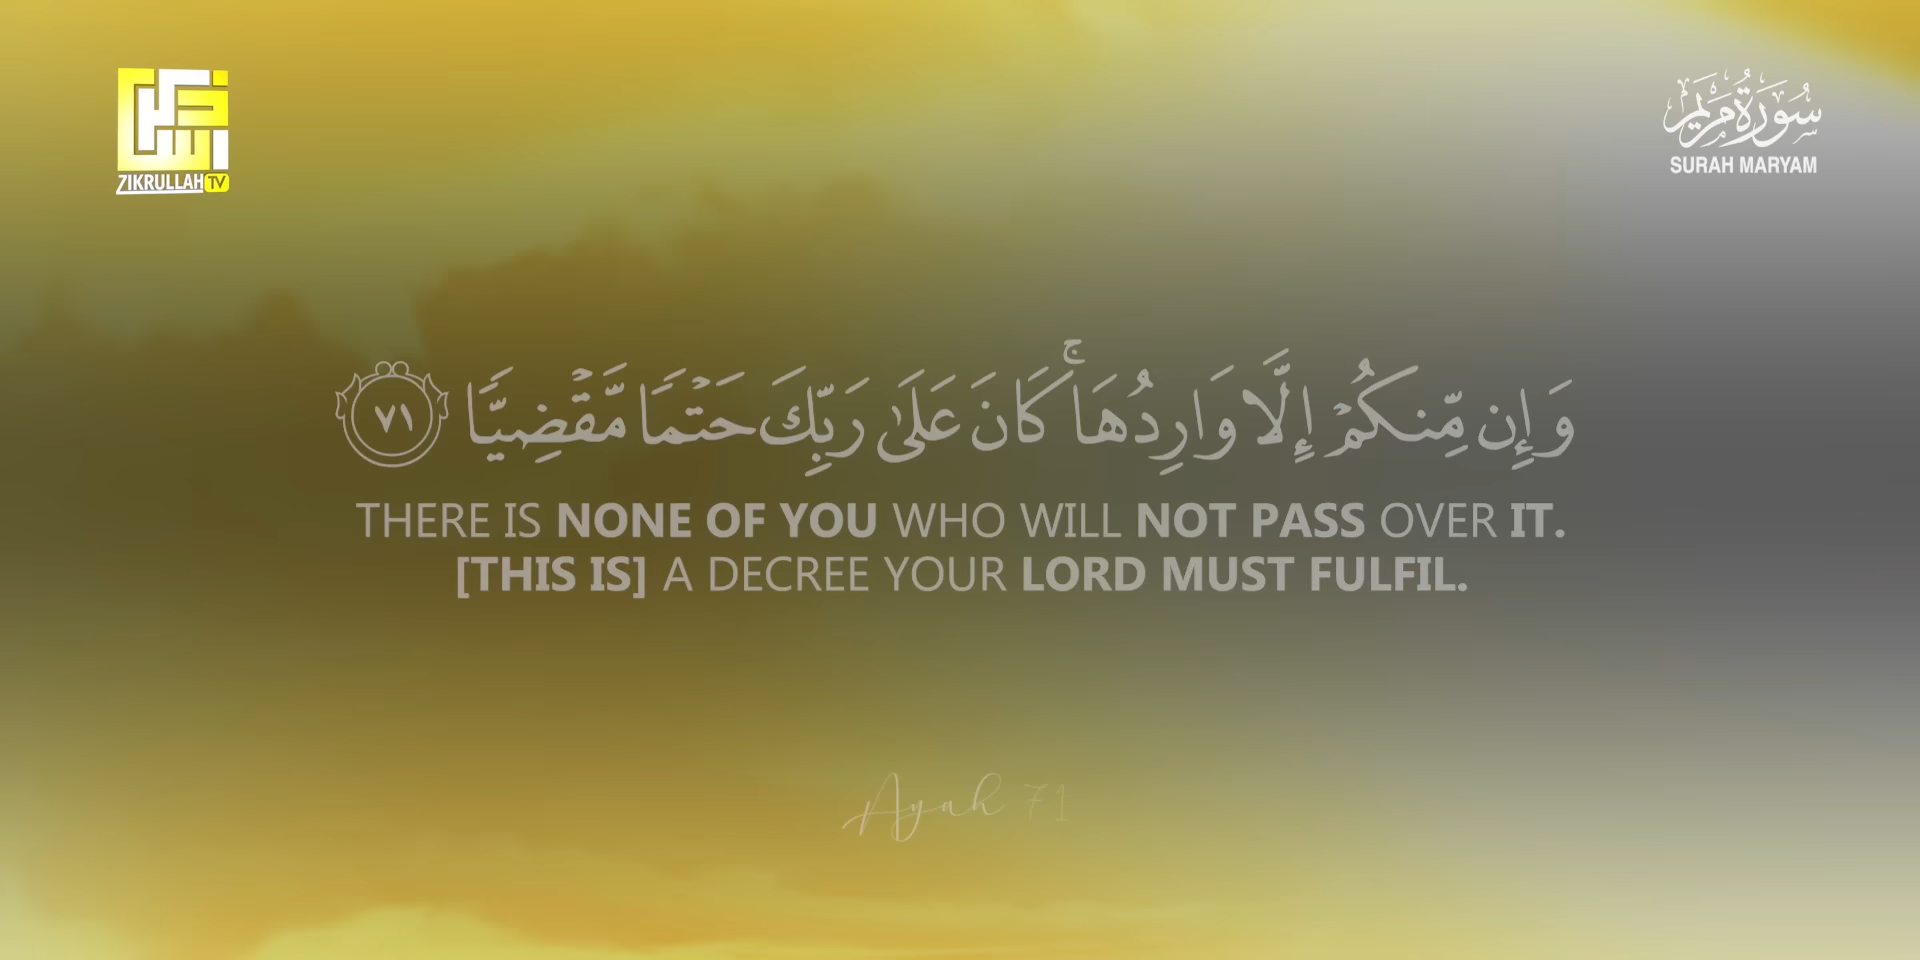 ZIKRULLAH TV
سُورَةُ مَرْيَم
SURAH MARYAM
وَإِن مِّنكُمْ إِلَّا وَارِدُهَا ۚ كَانَ عَلَىٰ رَبِّكَ حَتْمًا مَّقْضِيًّا ٧١
THERE IS NONE OF YOU WHO WILL NOT PASS OVER IT.
[THIS IS] A DECREE YOUR LORD MUST FULFIL.
Ayah 71